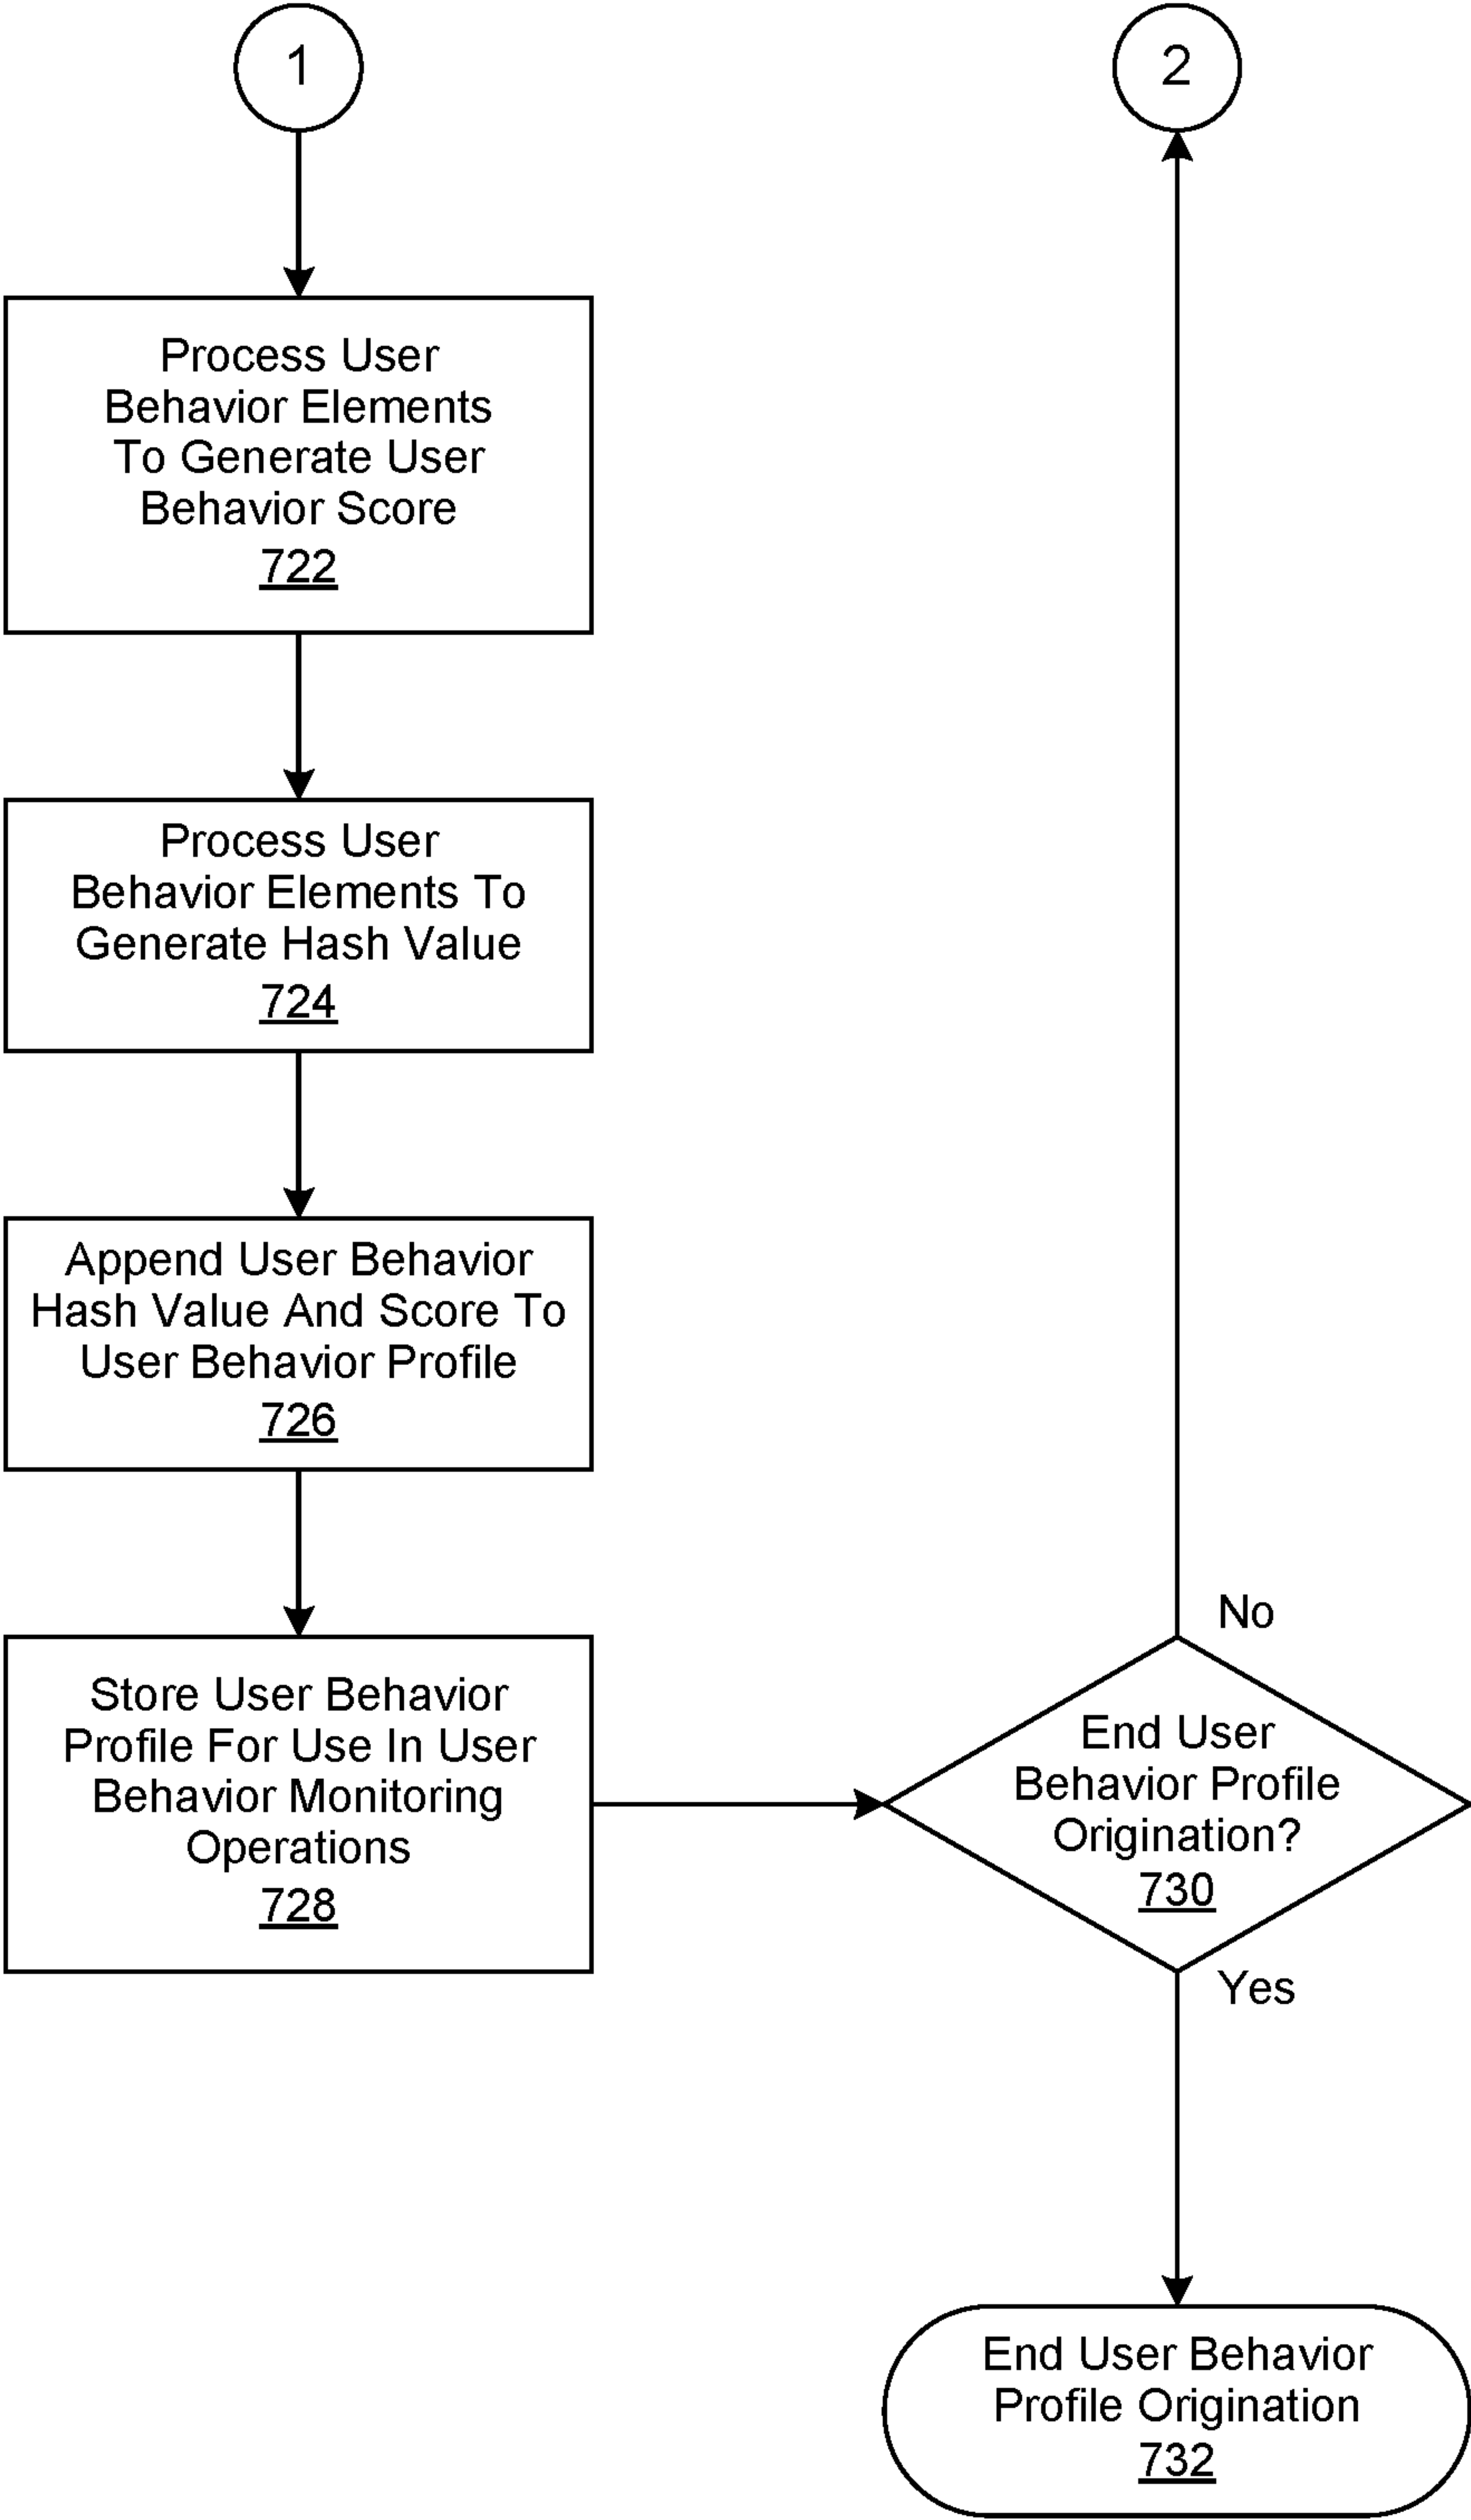 1
Process User
Behavior Elements
To Generate User
Behavior Score
722
Process User
Behavior Elements To
Generate Hash Value
724
Append User Behavior
Hash Value And Score To
User Behavior Profile
726
Store User Behavior
Profile For Use In User
Behavior Monitoring
Operations
728
2
No
End User
Behavior Profile
Origination?
730
Yes
End User Behavior
Profile Origination
732